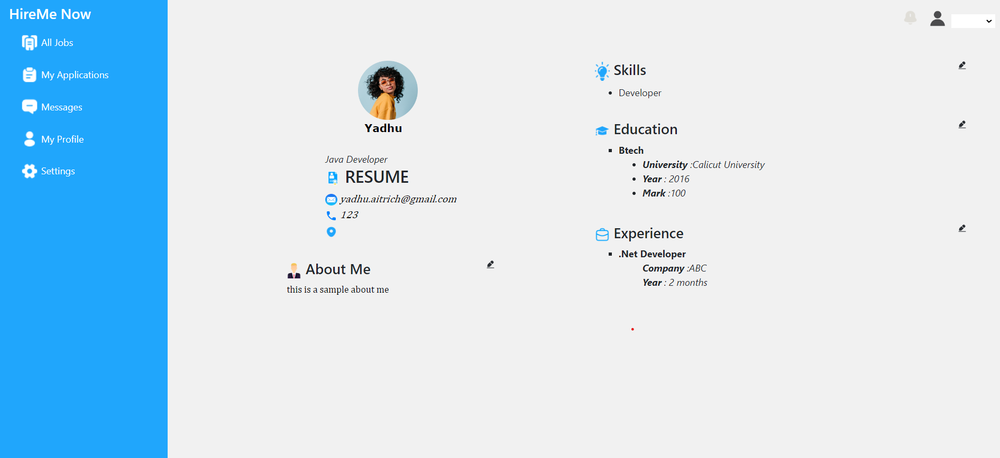 HireMe Now
All Jobs
My Applications
Messages
My Profile
Settings
Yadhu
Java Developer
RESUME
yadhu.aitrich@gmail.com
123
About Me
this is a sample about me
Skills
Developer
Education
Btech
University :Calicut University
Year : 2016
Mark :100
Experience
.Net Developer
Company :ABC
Year : 2 months